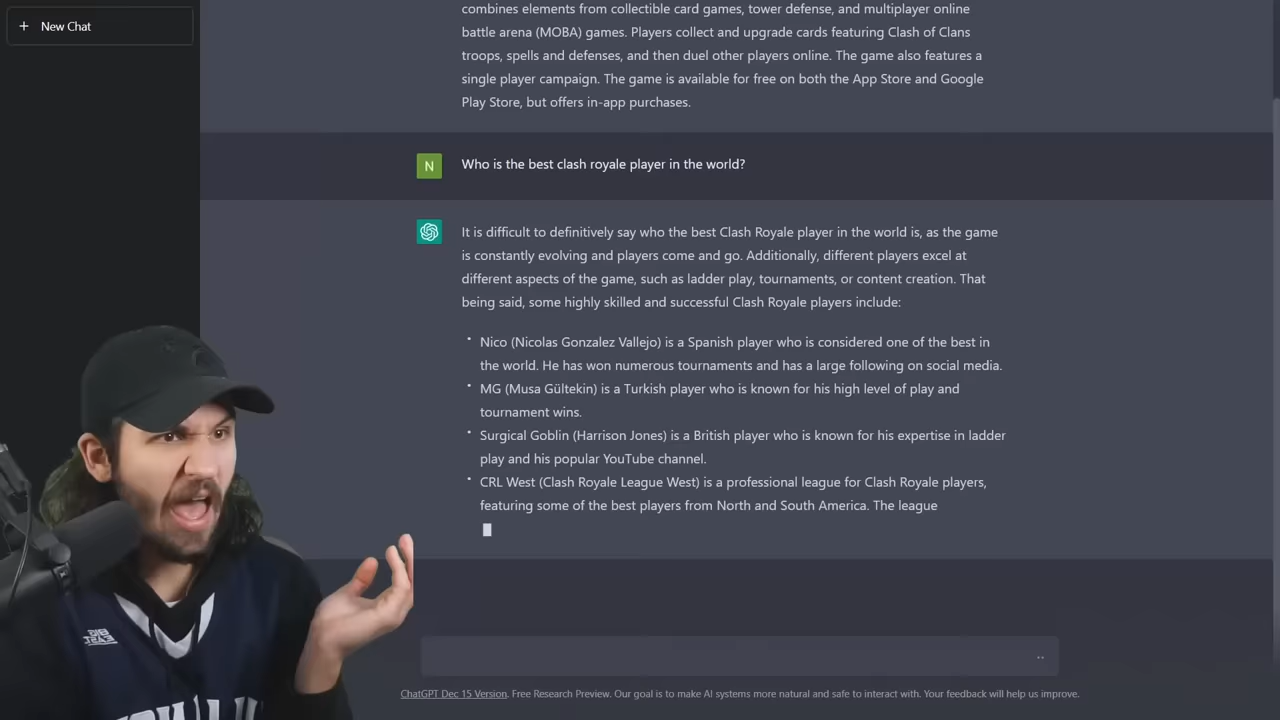 New Chat
combines elements from collectible card games, tower defense, and multiplayer online
battle arena (MOBA) games. Players collect and upgrade cards featuring Clash of Clans
troops, spells and defenses, and then duel other players online. The game also features a
single player campaign. The game is available for free on both the App Store and Google
Play Store, but offers in-app purchases.
N
Who is the best clash royale player in the world?
It is difficult to definitively say who the best Clash Royale player in the world is, as the game
is constantly evolving and players come and go. Additionally, different players excel at
different aspects of the game, such as ladder play, tournaments, or content creation. That
being said, some highly skilled and successful Clash Royale players include:
• Nico (Nicolas Gonzalez Vallejo) is a Spanish player who is considered one of the best in
the world. He has won numerous tournaments and has a large following on social media.
• MG (Musa Gültekin) is a Turkish player who is known for his high level of play and
tournament wins.
• Surgical Goblin (Harrison Jones) is a British player who is known for his expertise in ladder
play and his popular YouTube channel.
• CRL West (Clash Royale League West) is a professional league for Clash Royale players,
featuring some of the best players from North and South America. The league
BIG
EAST
ChatGPT Dec 15 Version. Free Research Preview. Our goal is to make AI systems more natural and safe to interact with. Your feedback will help us improve.